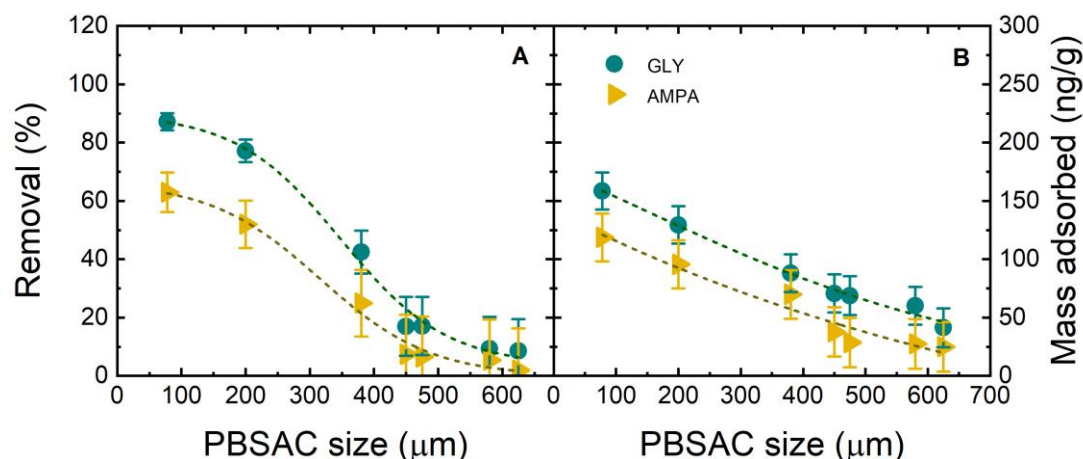 120 300
A B
GLY
AMPA
100 250
80 200
60 150
40 100
20 50
0 0
Removal (%)
Mass adsorbed (ng/g)
0 100 200 300 400 500 600 0 100 200 300 400 500 600 700
PBSAC size (μm) PBSAC size (μm)